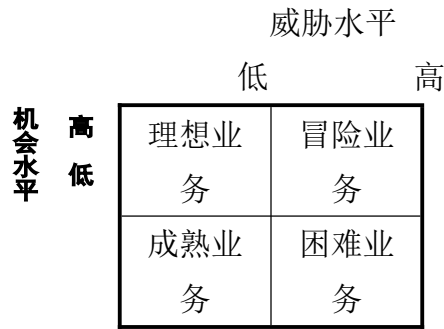 威胁水平
低 高
机会水平
高
低
理想业务 冒险业务
成熟业务 困难业务